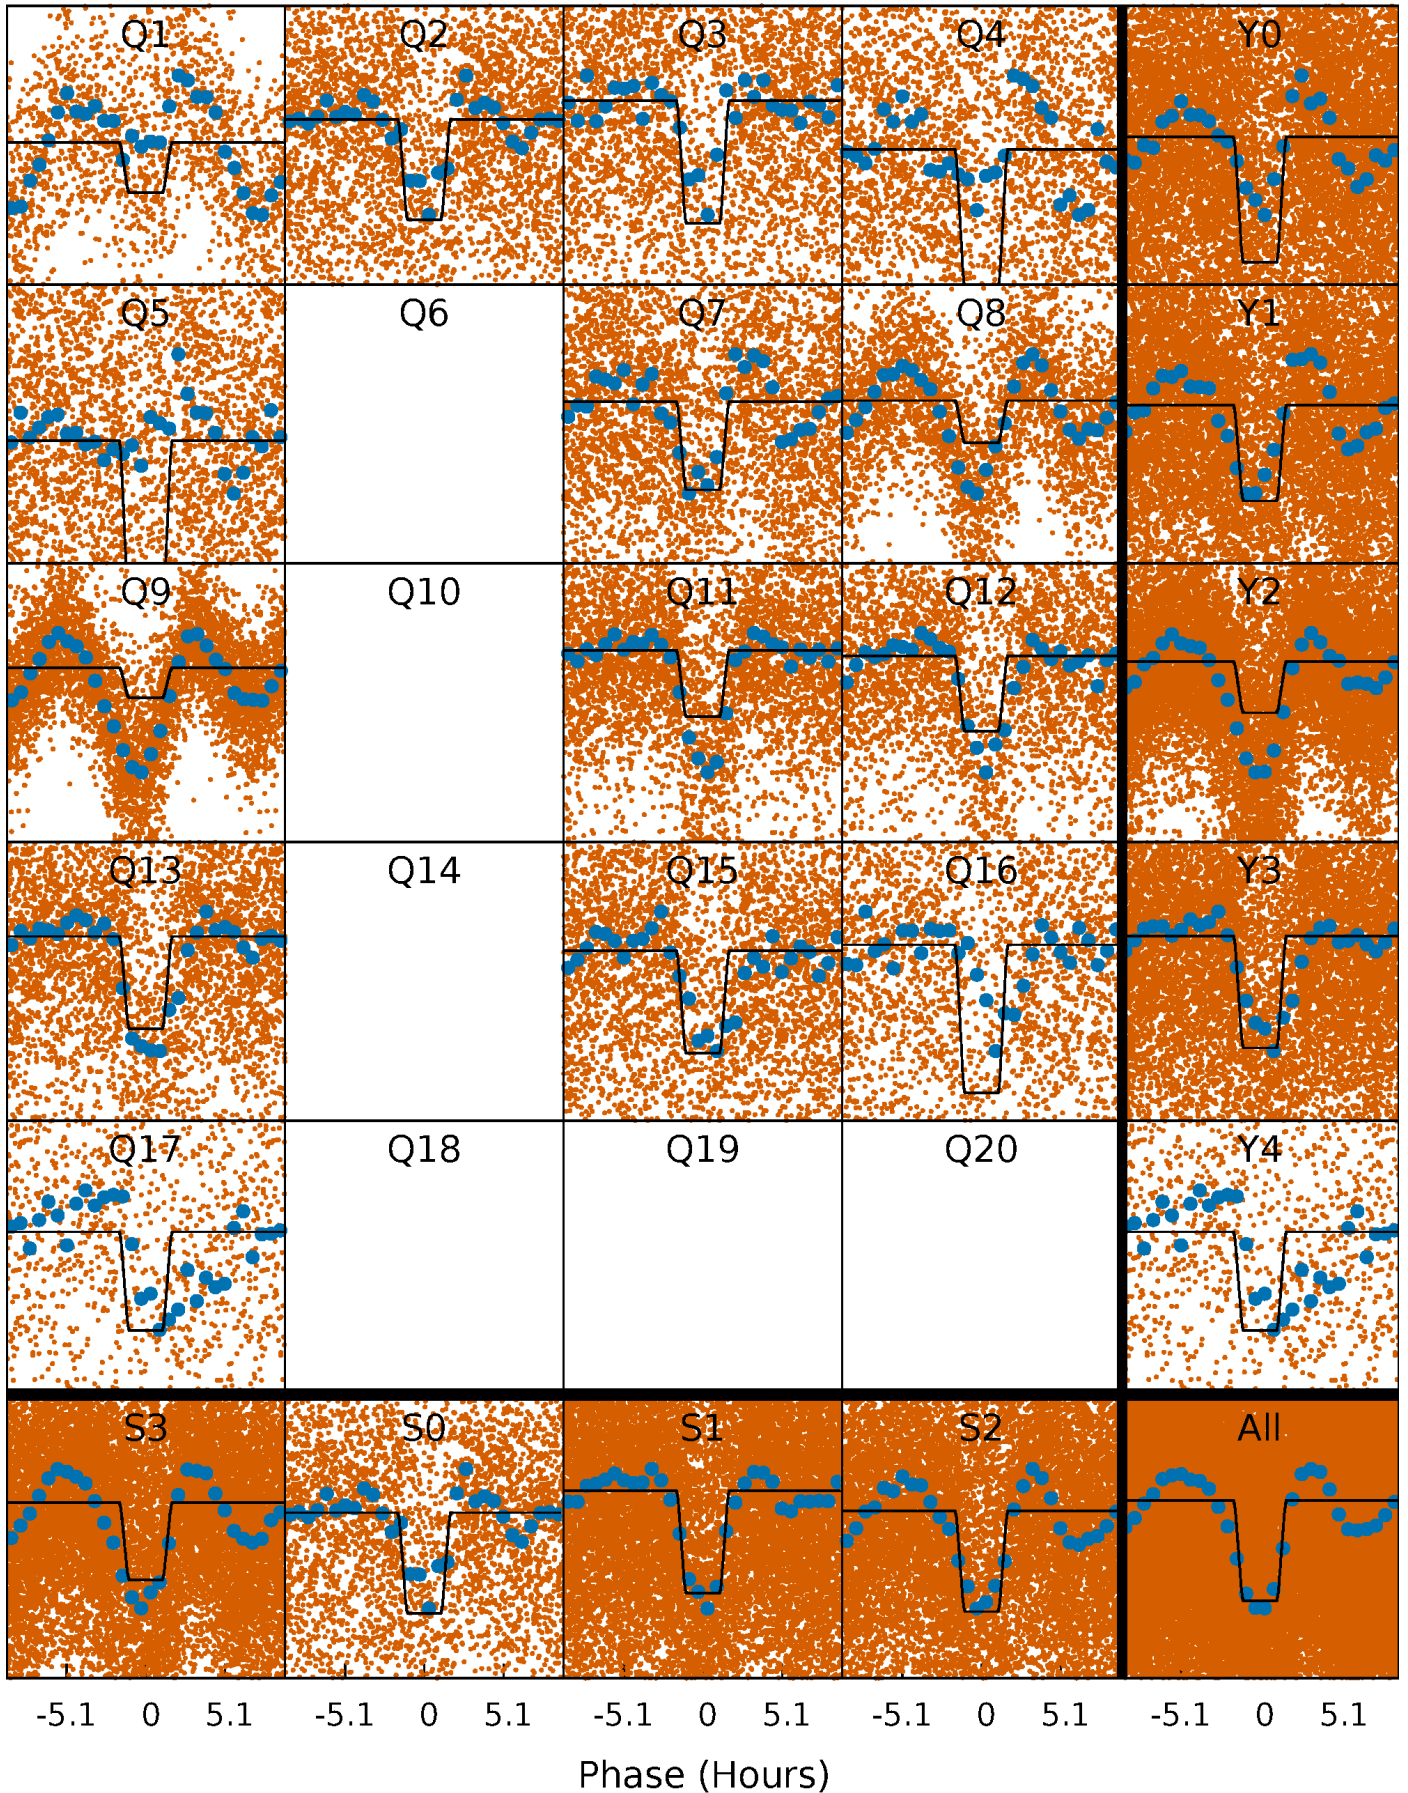 Q1 Q2 Q3 Q4 Y0
Q5 Q6 Q7 Q8 Y1
Q9 Q10 Q11 Q12 Y2
Q13 Q14 Q15 Q16 Y3
Q17 Q18 Q19 Q20 Y4
S3 S0 S1 S2 All
-5.1 0 5.1 -5.1 0 5.1 -5.1 0 5.1 -5.1 0 5.1 -5.1 0 5.1
Phase (Hours)